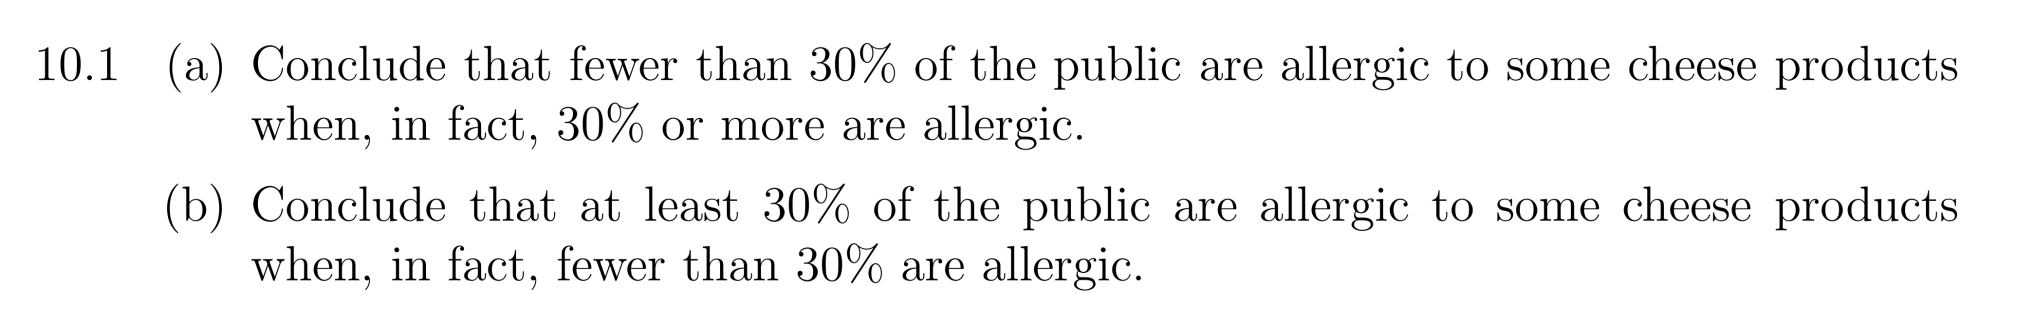 10.1 (a) Conclude that fewer than 30% of the public are allergic to some cheese products
when, in fact, 30% or more are allergic.
(b) Conclude that at least 30% of the public are allergic to some cheese products
when, in fact, fewer than 30% are allergic.